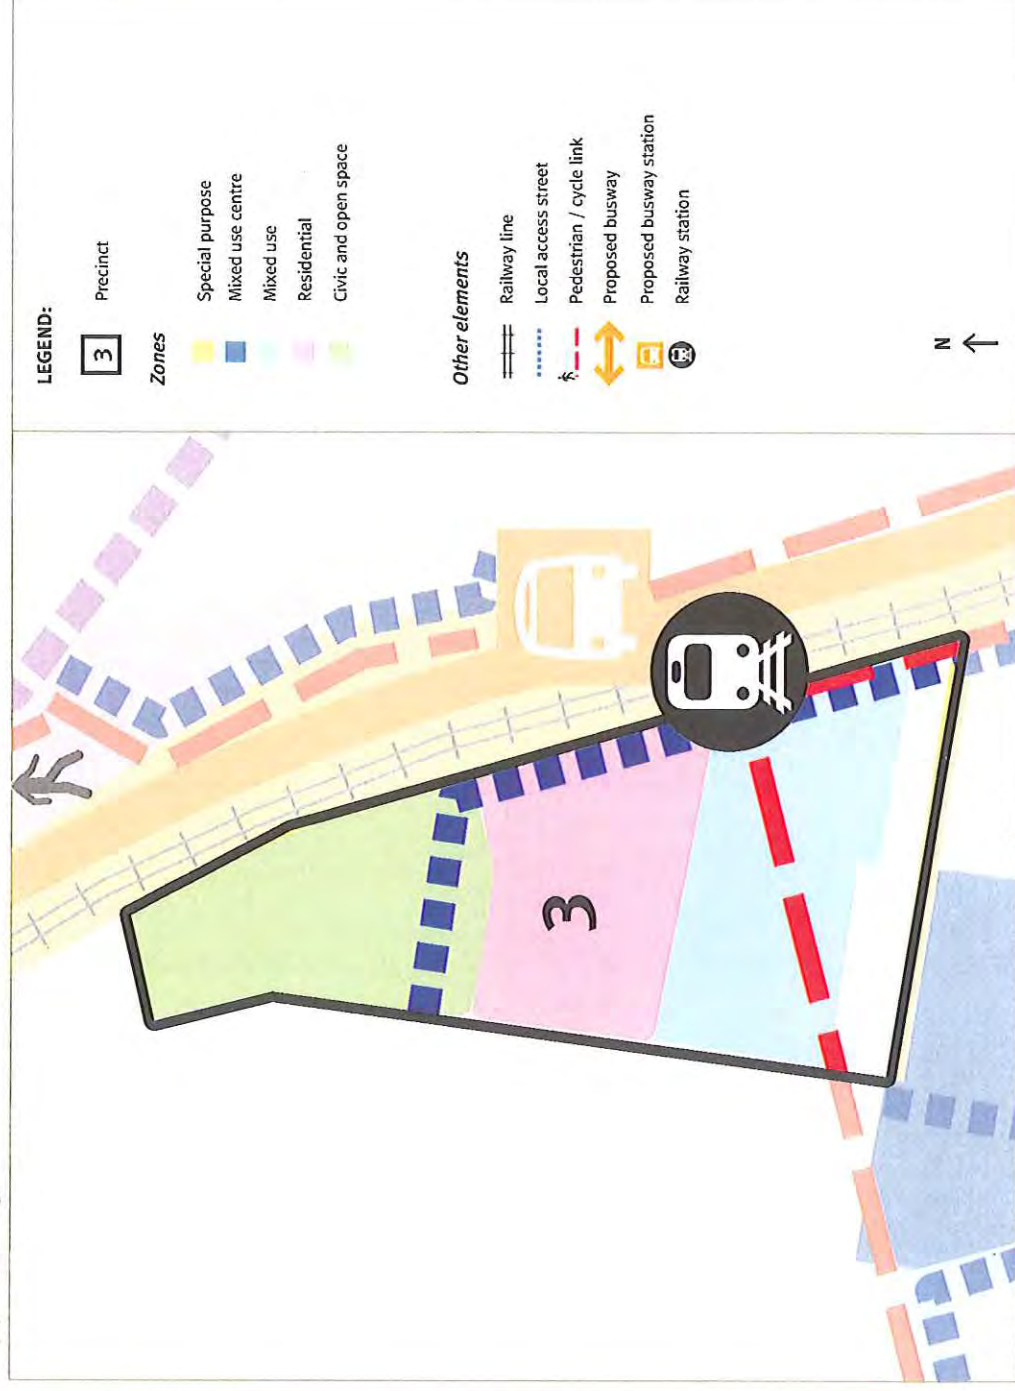 LEGEND:
3
Precinct
Zones
Special purpose
Mixed use centre
Mixed use
Residential
Civic and open space
Other elements
Railway line
Local access street
Pedestrian / cycle link
Proposed busway
Proposed busway station
Railway station
N
3